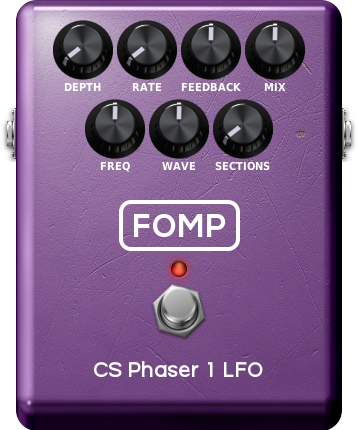 DEPTH RATE FEEDBACK MIX
FREQ WAVE SECTIONS
FOMP
CS Phaser 1 LFO